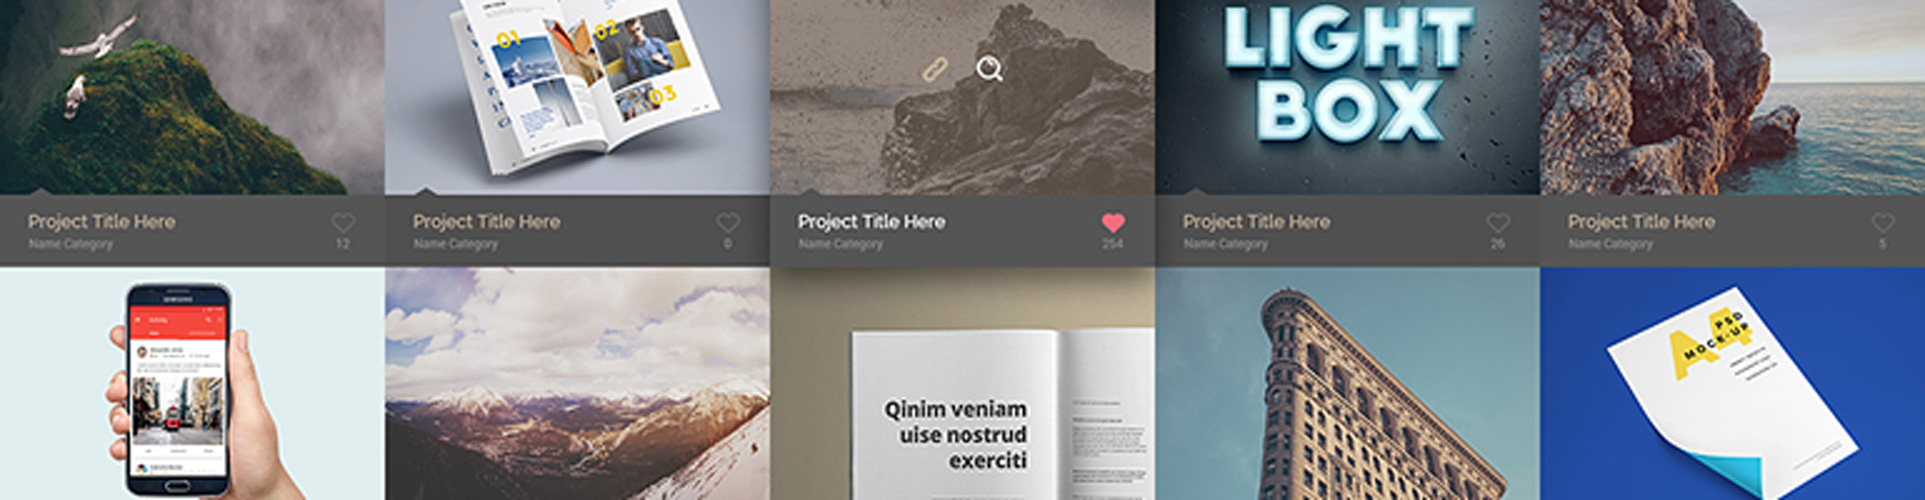 01
02
03
LIGHT
BOX
Project Title Here
Name Category
12
Project Title Here
Name Category
0
Project Title Here
Name Category
254
Project Title Here
Name Category
26
Project Title Here
Name Category
5
SAMSUNG
Qinim veniam
uise nostrud
exerciti
A4
PSD
MOCK-UP